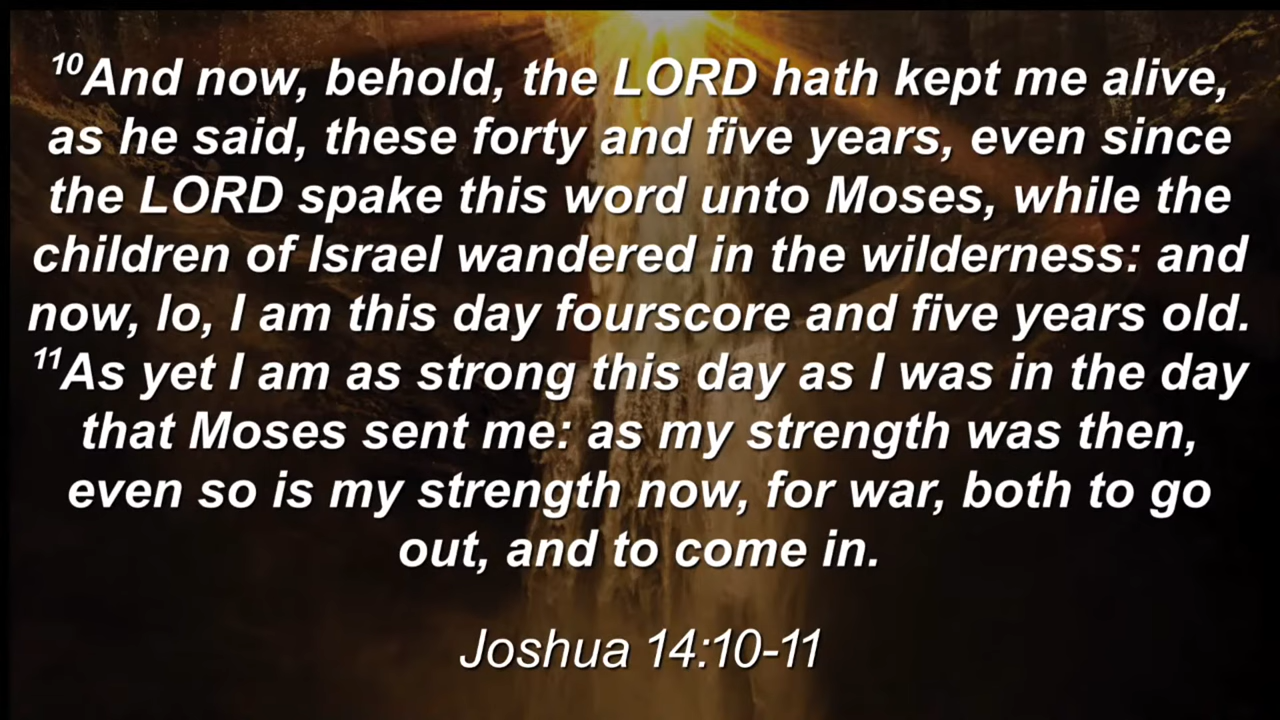 ¹⁰And now, behold, the LORD hath kept me alive,
as he said, these forty and five years, even since
the LORD spake this word unto Moses, while the
children of Israel wandered in the wilderness: and
now, lo, I am this day fourscore and five years old.
¹¹As yet I am as strong this day as I was in the day
that Moses sent me: as my strength was then,
even so is my strength now, for war, both to go
out, and to come in.
Joshua 14:10-11